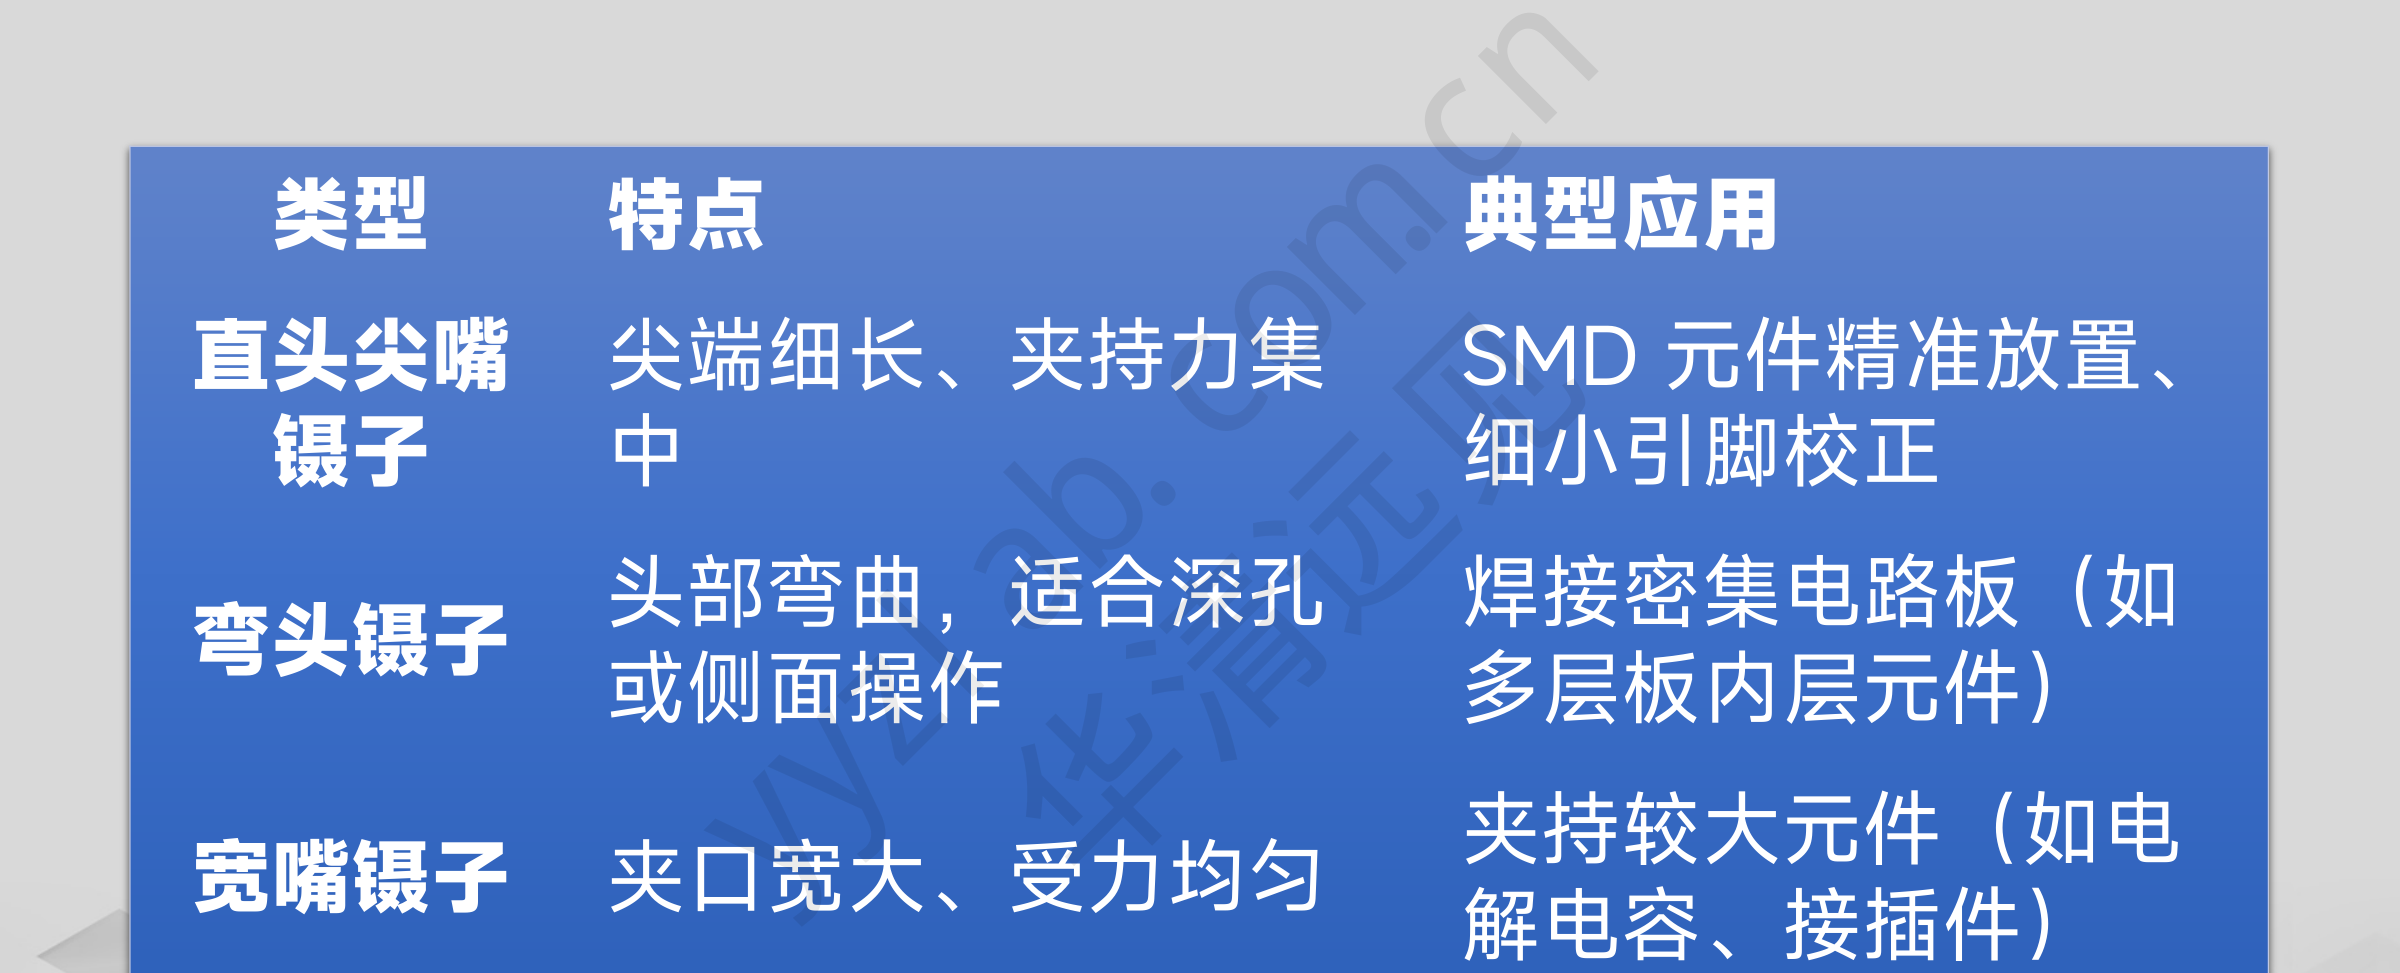 类型 特点 典型应用
直头尖嘴 尖端细长、夹持力集 SMD 元件精准放置、
镊子 中 细小引脚校正
弯头镊子 头部弯曲，适合深孔 焊接密集电路板（如
或侧面操作 多层板内层元件）
宽嘴镊子 夹口宽大、受力均匀 夹持较大元件（如电
解电容、接插件）
华清远见